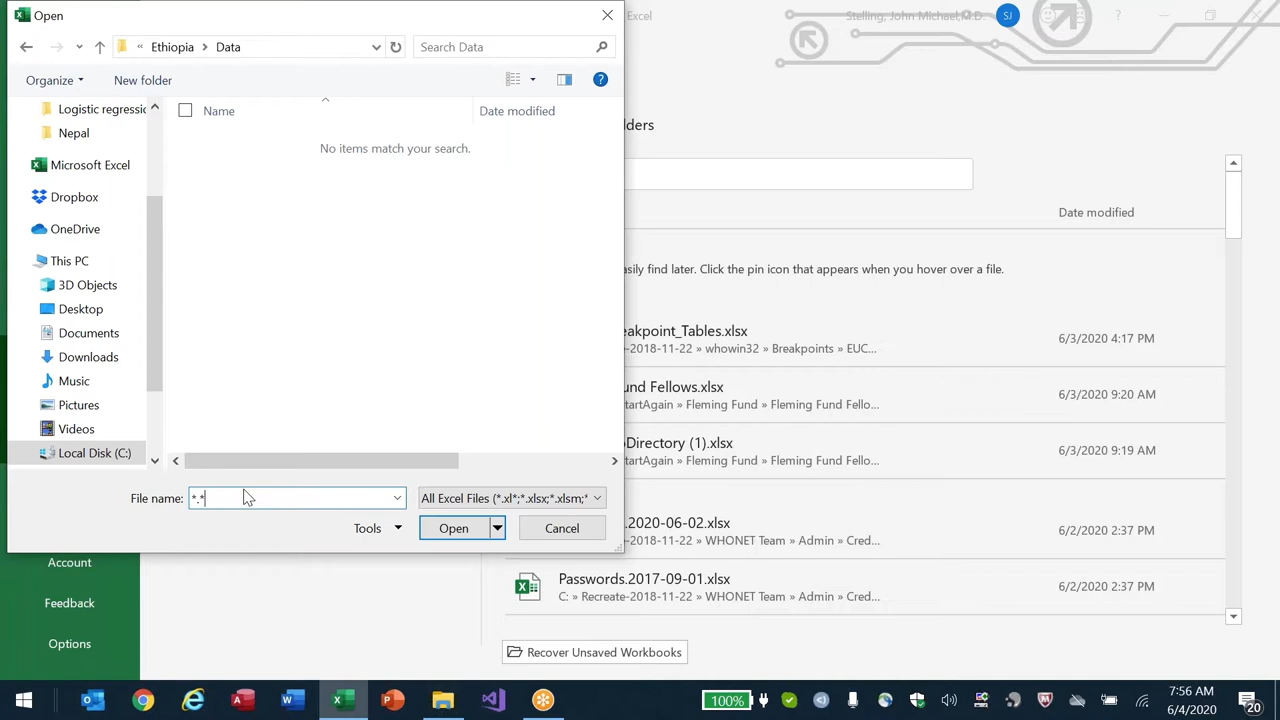 Open
Excel
Stelling, John Michael,M.D.
SJ
?
« Ethiopia > Data
Search Data
Organize
New folder
?
Logistic regressic
Nepal
Microsoft Excel
Dropbox
OneDrive
This PC
3D Objects
Desktop
Documents
Downloads
Music
Pictures
Videos
Local Disk (C:)
Name
Date modified
No items match your search.
File name:
*.*
All Excel Files (*.xl*;*.xlsx;*.xlsm;*
Tools
Open
Cancel
lders
Date modified
easily find later. Click the pin icon that appears when you hover over a file.
eakpoint_Tables.xlsx
6/3/2020 4:17 PM
e-2018-11-22 » whowin32 » Breakpoints » EUC...
und Fellows.xlsx
6/3/2020 9:20 AM
tartAgain » Fleming Fund » Fleming Fund Fello...
oDirectory (1).xlsx
6/3/2020 9:19 AM
tartAgain » Fleming Fund » Fleming Fund Fello...
.2020-06-02.xlsx
6/2/2020 2:37 PM
e-2018-11-22 » WHONET Team » Admin » Cred...
Passwords.2017-09-01.xlsx
6/2/2020 2:37 PM
C: » Recreate-2018-11-22 » WHONET Team » Admin » Cred...
Recover Unsaved Workbooks
Account
Feedback
Options
100%
7:56 AM
6/4/2020
20